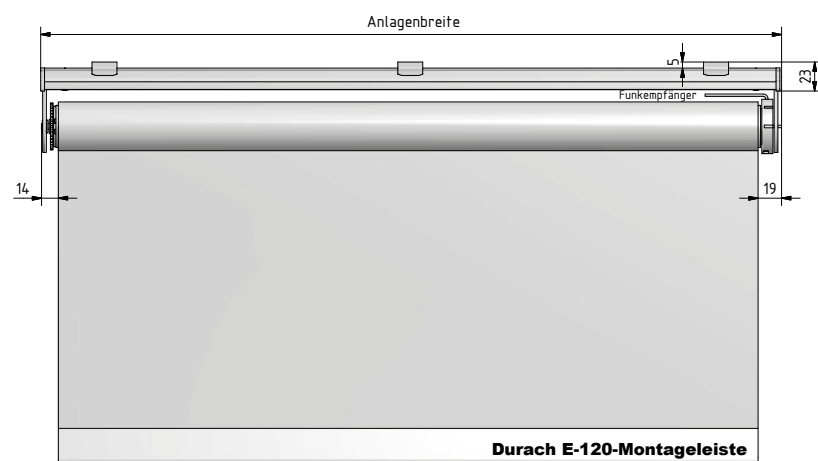 Anlagenbreite
5
23
Funkempfänger
14
19
Durach E-120-Montageleiste